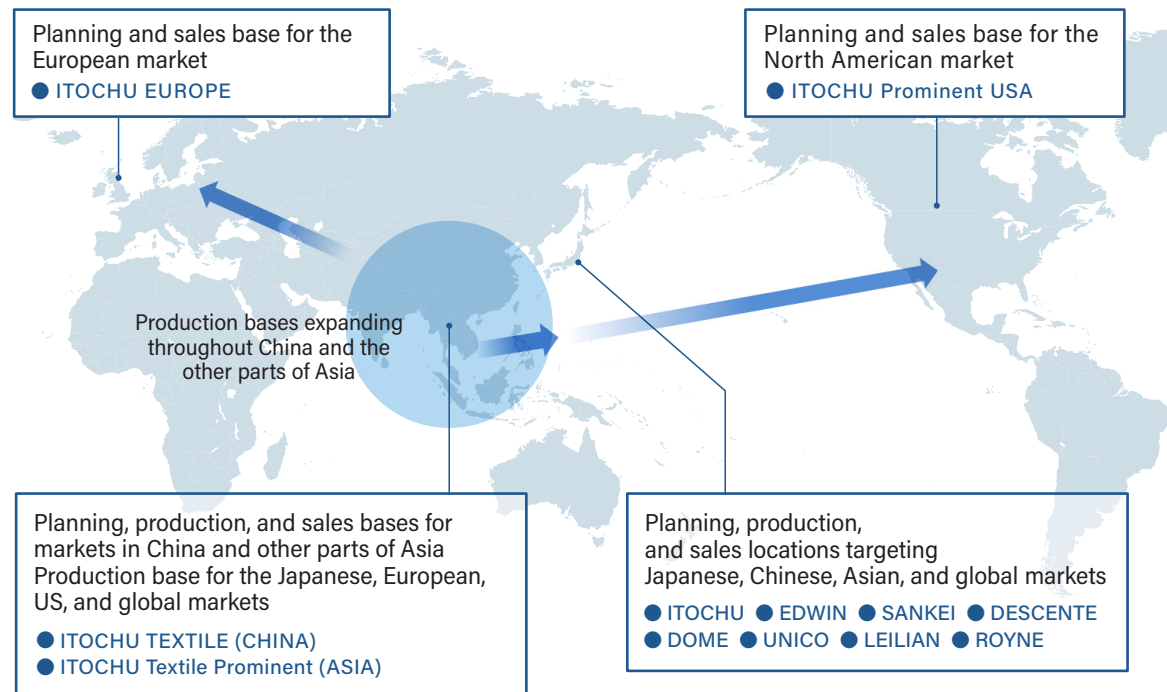 Planning and sales base for the
European market
● ITOCHU EUROPE
Planning and sales base for the
North American market
● ITOCHU Prominent USA
Production bases expanding
throughout China and the
other parts of Asia
Planning, production, and sales bases for
markets in China and other parts of Asia
Production base for the Japanese, European,
US, and global markets
● ITOCHU TEXTILE (CHINA)
● ITOCHU Textile Prominent (ASIA)
Planning, production,
and sales locations targeting
Japanese, Chinese, Asian, and global markets
● ITOCHU ● EDWIN ● SANKEI ● DESCENTE
● DOME ● UNICO ● LEILIAN ● ROYNE